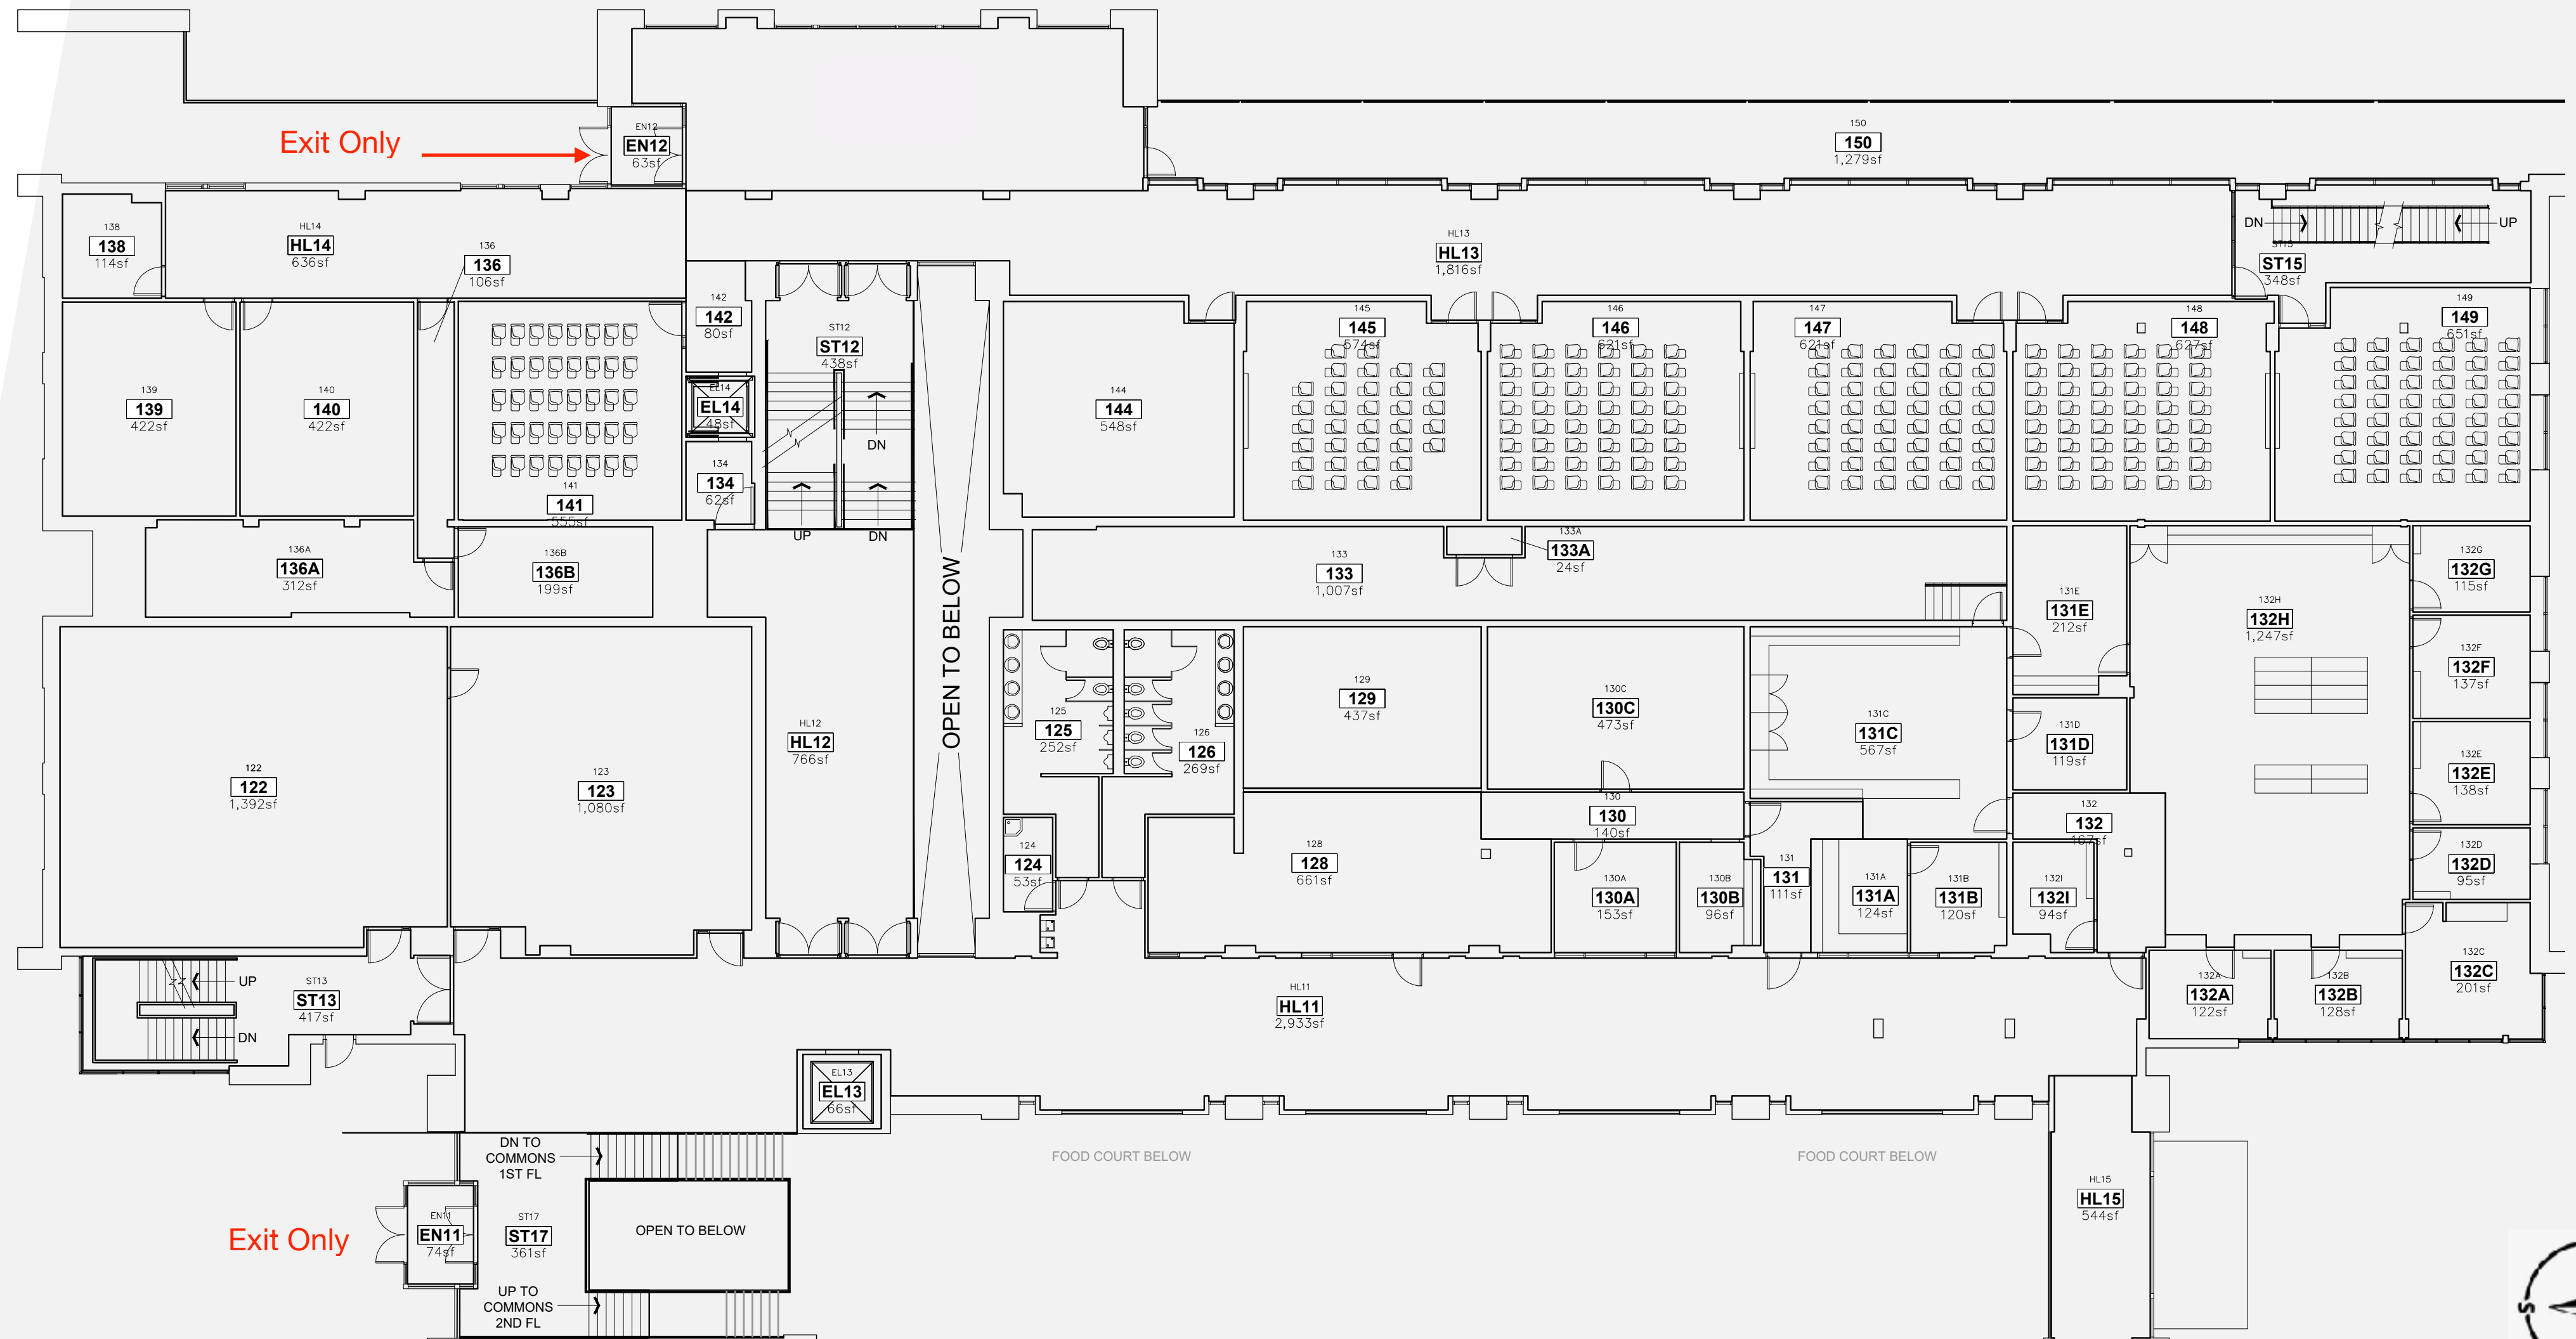 Exit Only
EN12
EN12
63sf
150
150
1,279sf
138
138
114sf
HL14
HL14
636sf
136
136
106sf
HL13
HL13
1,816sf
DN
UP
ST15
ST15
348sf
142
142
80sf
ST12
ST12
438sf
145
145
574sf
146
146
621sf
147
147
621sf
148
148
627sf
149
149
651sf
139
139
422sf
140
140
422sf
EL14
EL14
48sf
144
144
548sf
DN
134
134
62sf
141
141
555sf
UP
DN
136A
136A
312sf
136B
136B
199sf
OPEN TO BELOW
133
133
1,007sf
133A
133A
24sf
131E
131E
212sf
132H
132H
1,247sf
132G
132G
115sf
132F
132F
137sf
122
122
1,392sf
123
123
1,080sf
HL12
HL12
766sf
125
125
252sf
126
126
269sf
129
129
437sf
130C
130C
473sf
131C
131C
567sf
131D
131D
119sf
132E
132E
138sf
130
130
140sf
132
132
167sf
124
124
53sf
128
128
661sf
130A
130A
153sf
130B
130B
96sf
131
131
111sf
131A
131A
124sf
131B
131B
120sf
132I
132I
94sf
132D
132D
95sf
UP
ST13
ST13
417sf
DN
HL11
HL11
2,933sf
132A
132A
122sf
132B
132B
128sf
132C
132C
201sf
EL13
EL13
66sf
DN TO
COMMONS
1ST FL
FOOD COURT BELOW
FOOD COURT BELOW
Exit Only
EN11
EN11
74sf
ST17
ST17
361sf
OPEN TO BELOW
HL15
HL15
544sf
UP TO
COMMONS
2ND FL
S